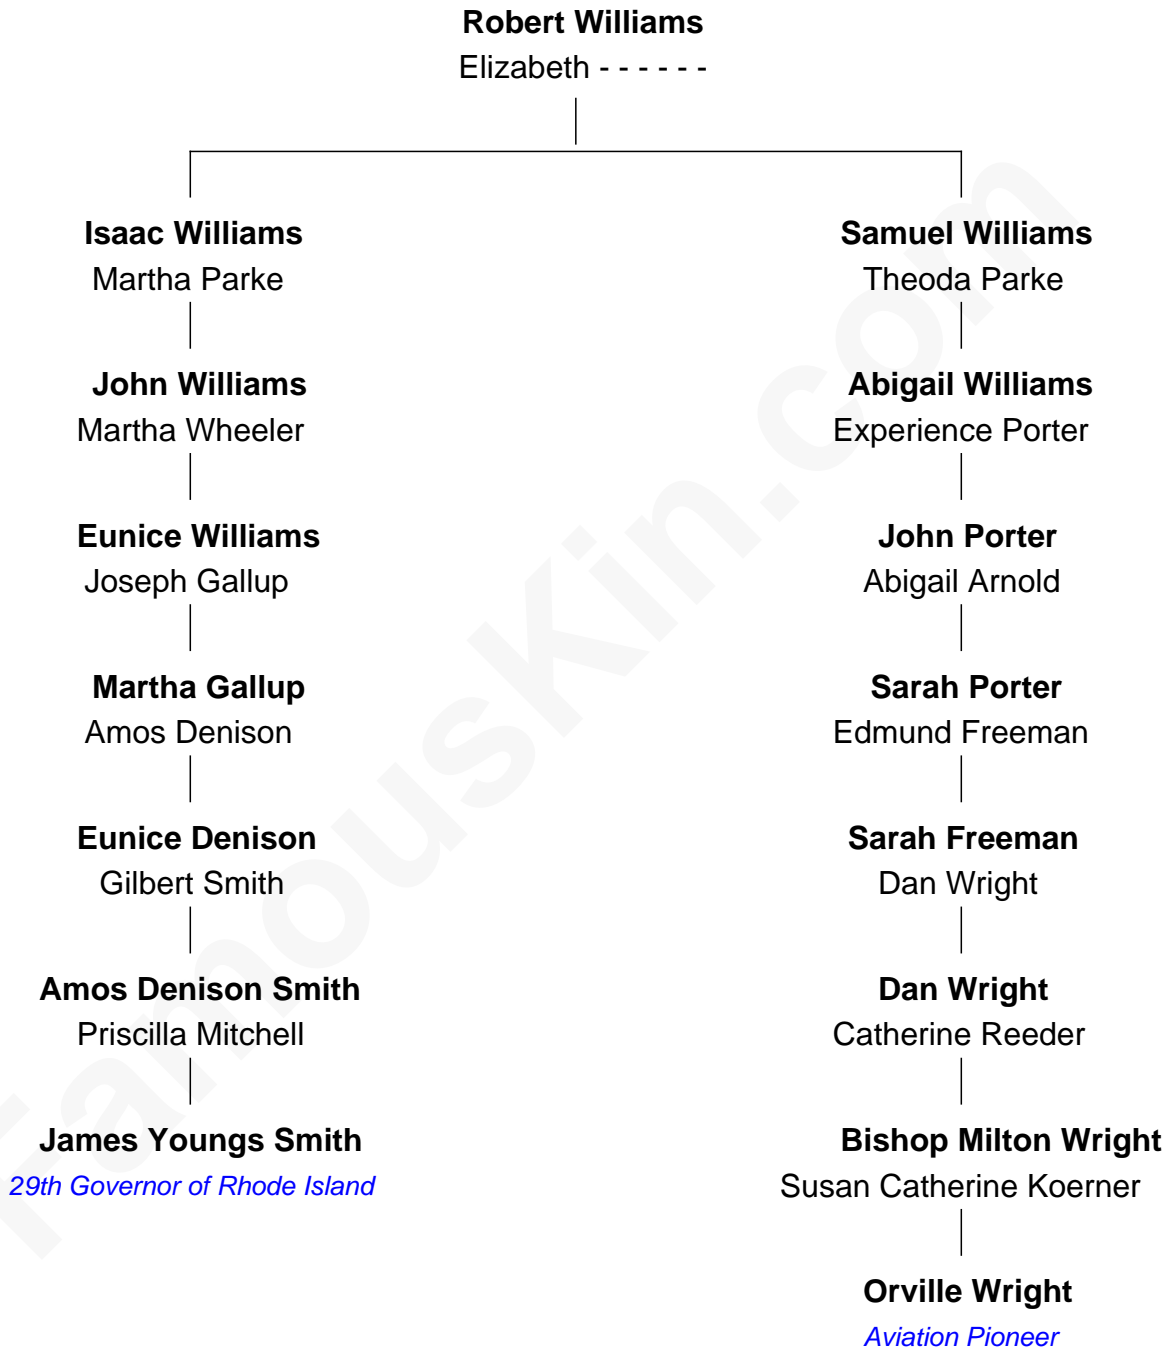 Robert Williams
Elizabeth - - - - - -
Isaac Williams
Martha Parke
Samuel Williams
Theoda Parke
John Williams
Martha Wheeler
Abigail Williams
Experience Porter
Eunice Williams
Joseph Gallup
John Porter
Abigail Arnold
Martha Gallup
Amos Denison
Sarah Porter
Edmund Freeman
Eunice Denison
Gilbert Smith
Sarah Freeman
Dan Wright
Amos Denison Smith
Priscilla Mitchell
Dan Wright
Catherine Reeder
James Youngs Smith
29th Governor of Rhode Island
Bishop Milton Wright
Susan Catherine Koerner
Orville Wright
Aviation Pioneer
FamousKin.com